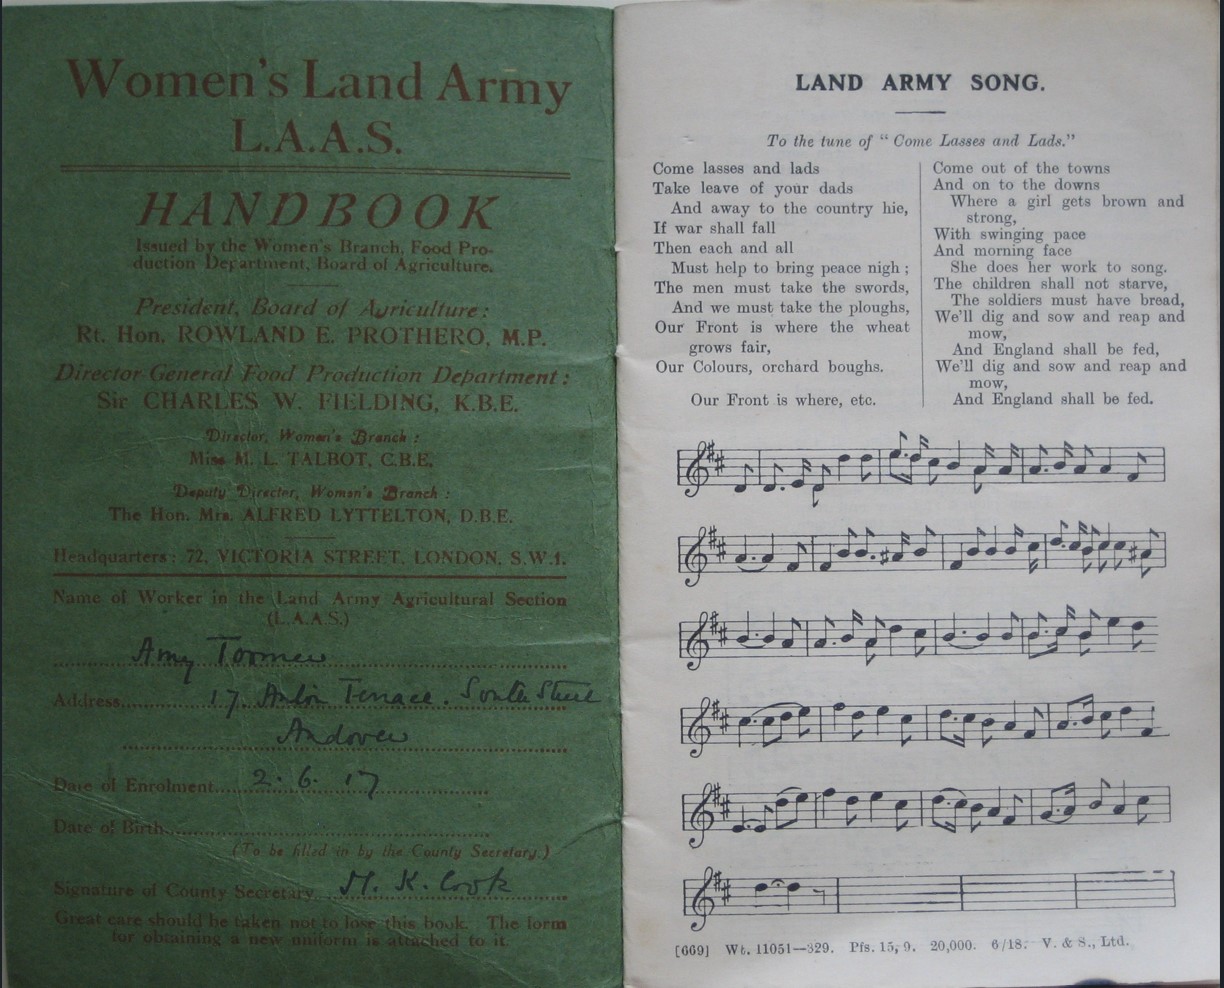 Women's Land Army
L.A.A.S.
HANDBOOK
Issued by the Women's Branch, Food Pro-
duction Department, Board of Agriculture.
President, Board of Agriculture:
Rt. Hon. ROWLAND E. PROTHERO, M.P.
Director General Food Production Department:
Sir CHARLES W. FIELDING, K.B.E.
Director, Women's Branch:
Miss M. L. TALBOT, C.B.E.
Deputy Director, Women's Branch:
The Hon. Mrs. ALFRED LYTTELTON, D.B.E.
Headquarters: 72, VICTORIA STREET, LONDON, S.W.1.
Name of Worker in the Land Army Agricultural Section
(L.A.A.S.)
Amy
Address 17 Terrace. South Street
Andover
Date of Enrolment 2. 6. 17
Date of Birth
(To be filled in by the County Secretary.)
Signature of County Secretary M. K. Cook
Great care should be taken not to lose this book. The form
for obtaining a new uniform is attached to it.
LAND ARMY SONG.
To the tune of "Come Lasses and Lads."
Come lasses and lads
Take leave of your dads
And away to the country hie,
If war shall fall
Then each and all
Must help to bring peace nigh;
The men must take the swords,
And we must take the ploughs,
Our Front is where the wheat
grows fair,
Our Colours, orchard boughs.
Our Front is where, etc.
Come out of the towns
And on to the downs
Where a girl gets brown and
strong,
With swinging pace
And morning face
She does her work to song.
The children shall not starve,
The soldiers must have bread,
We'll dig and sow and reap and
mow,
And England shall be fed,
We'll dig and sow and reap and
mow,
And England shall be fed.
[669] Wt. 11051—329. Pfs. 15, 9. 20,000. 6/18. V. & S., Ltd.